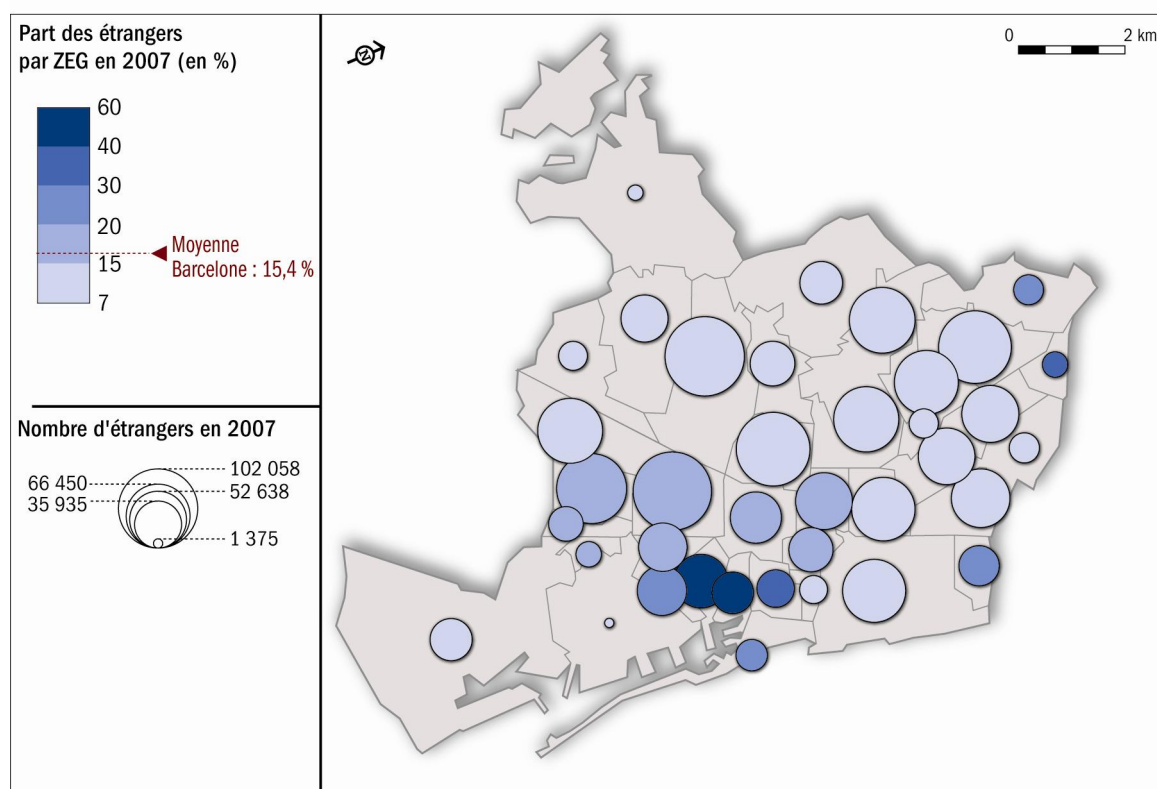 Part des étrangers
par ZEG en 2007 (en %)
60
40
30
20
15
7
Moyenne
Barcelone : 15,4 %
Nombre d'étrangers en 2007
102 058
66 450
52 638
35 935
1 375
N
0 2 km